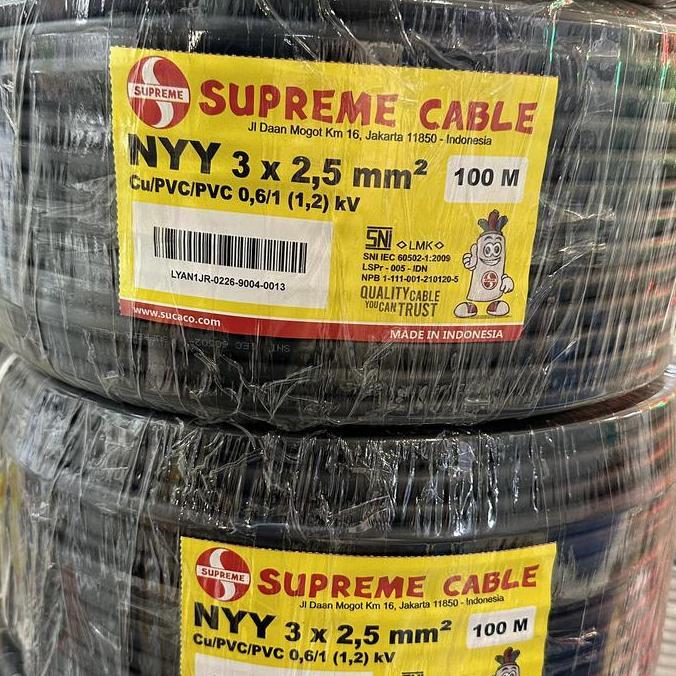 SUPREME
SUPREME CABLE
Jl Daan Mogot Km 16, Jakarta 11850 - Indonesia
NYY 3 x 2,5 mm²
100 M
Cu/PVC/PVC 0,6/1 (1,2) kV
LYAN1JR-0226-9004-0013
SNI
LMK
SNI IEC 60502-1:2009
LSPr - 005 - IDN
NPB 1-111-001-210120-5
QUALITY CABLE
YOU CAN TRUST
www.sucaco.com
MADE IN INDONESIA
SUPREME
SUPREME CABLE
Jl Daan Mogot Km 16, Jakarta 11850 - Indonesia
NYY 3 x 2,5 mm²
100 M
Cu/PVC/PVC 0,6/1 (1,2) kV